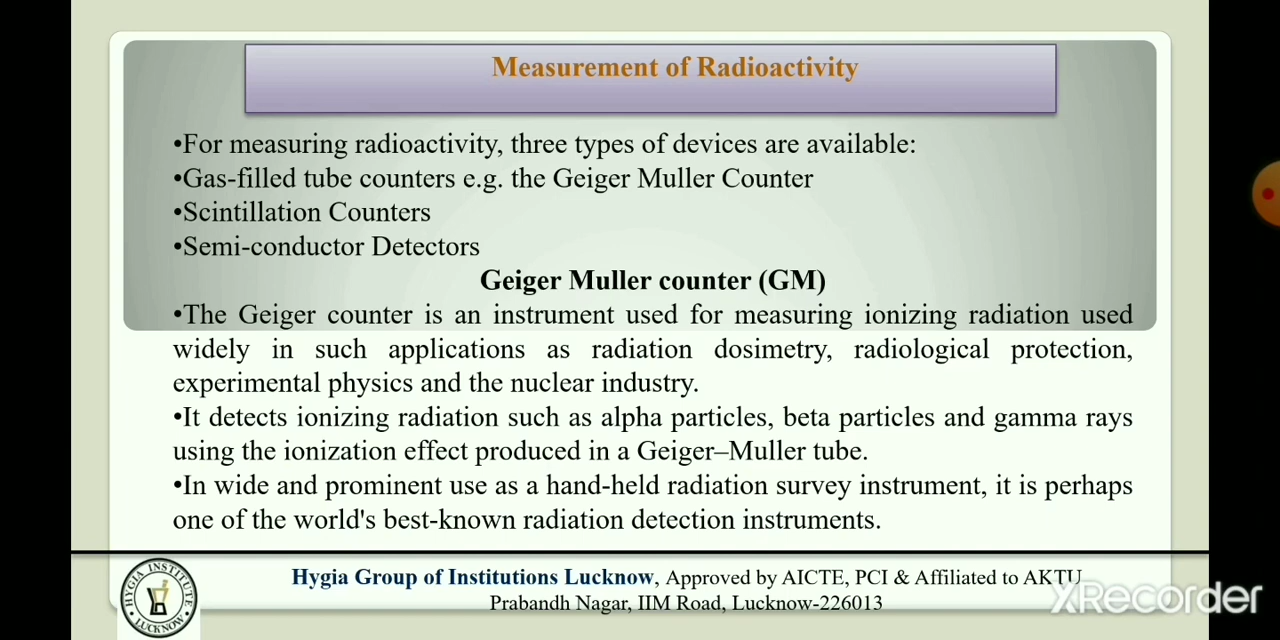 Measurement of Radioactivity
•For measuring radioactivity, three types of devices are available:
•Gas-filled tube counters e.g. the Geiger Muller Counter
•Scintillation Counters
•Semi-conductor Detectors
Geiger Muller counter (GM)
•The Geiger counter is an instrument used for measuring ionizing radiation used
widely in such applications as radiation dosimetry, radiological protection,
experimental physics and the nuclear industry.
•It detects ionizing radiation such as alpha particles, beta particles and gamma rays
using the ionization effect produced in a Geiger–Muller tube.
•In wide and prominent use as a hand-held radiation survey instrument, it is perhaps
one of the world's best-known radiation detection instruments.
HYGIA INSTITUTE
LUCKNOW
Hygia Group of Institutions Lucknow, Approved by AICTE, PCI & Affiliated to AKTU
Prabandh Nagar, IIM Road, Lucknow-226013
XRecorder